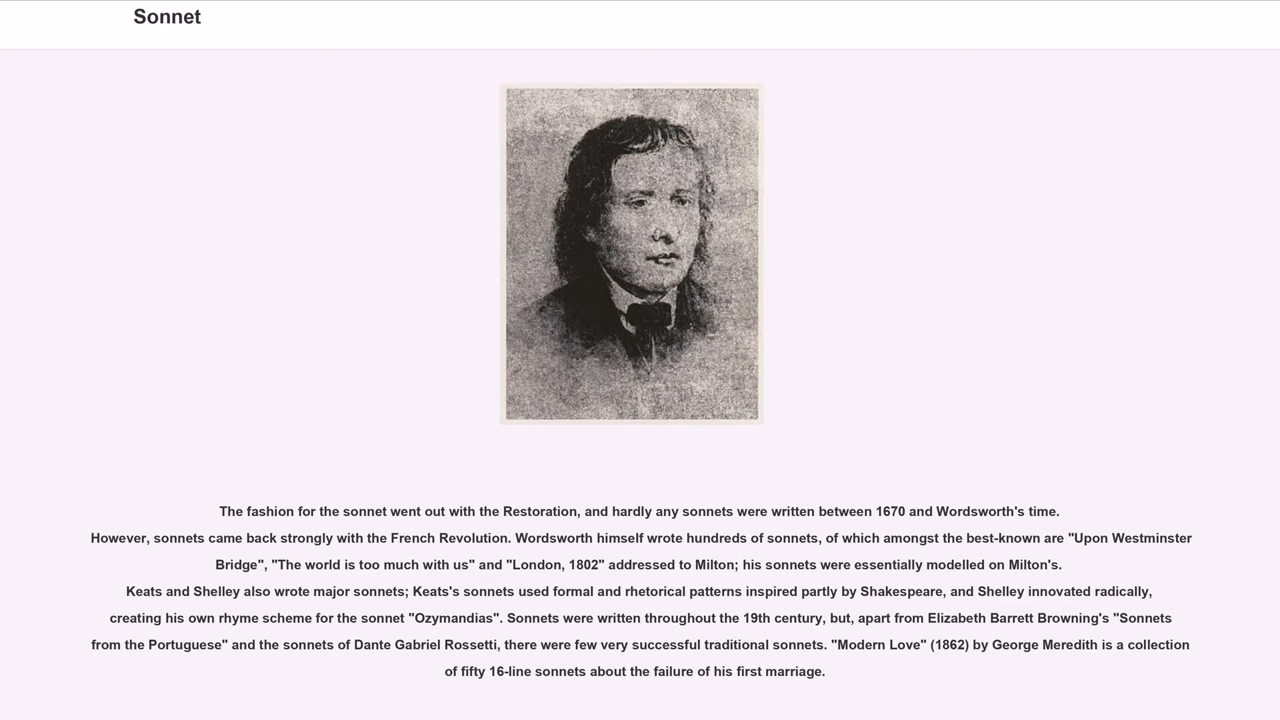 Sonnet
The fashion for the sonnet went out with the Restoration, and hardly any sonnets were written between 1670 and Wordsworth's time.
However, sonnets came back strongly with the French Revolution. Wordsworth himself wrote hundreds of sonnets, of which amongst the best-known are "Upon Westminster
Bridge", "The world is too much with us" and "London, 1802" addressed to Milton; his sonnets were essentially modelled on Milton's.
Keats and Shelley also wrote major sonnets; Keats's sonnets used formal and rhetorical patterns inspired partly by Shakespeare, and Shelley innovated radically,
creating his own rhyme scheme for the sonnet "Ozymandias". Sonnets were written throughout the 19th century, but, apart from Elizabeth Barrett Browning's "Sonnets
from the Portuguese" and the sonnets of Dante Gabriel Rossetti, there were few very successful traditional sonnets. "Modern Love" (1862) by George Meredith is a collection
of fifty 16-line sonnets about the failure of his first marriage.